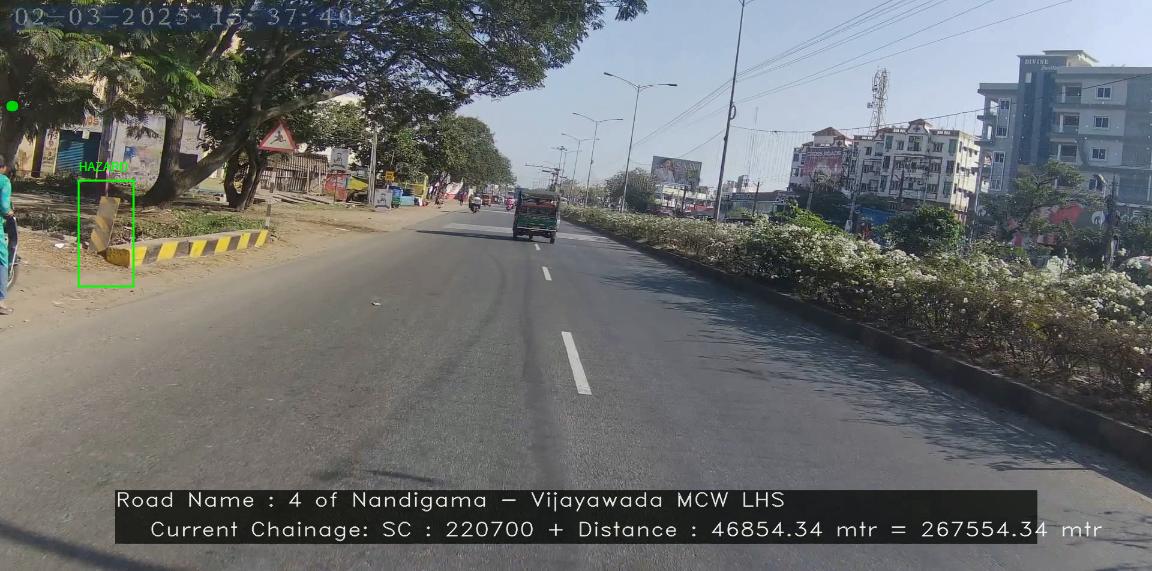 02-03-2025 15:37:40
DIVINE
HAZARD
Road Name : 4 of Nandigama - Vijayawada MCW LHS
Current Chainage: SC : 220700 + Distance : 46854.34 mtr = 267554.34 mtr